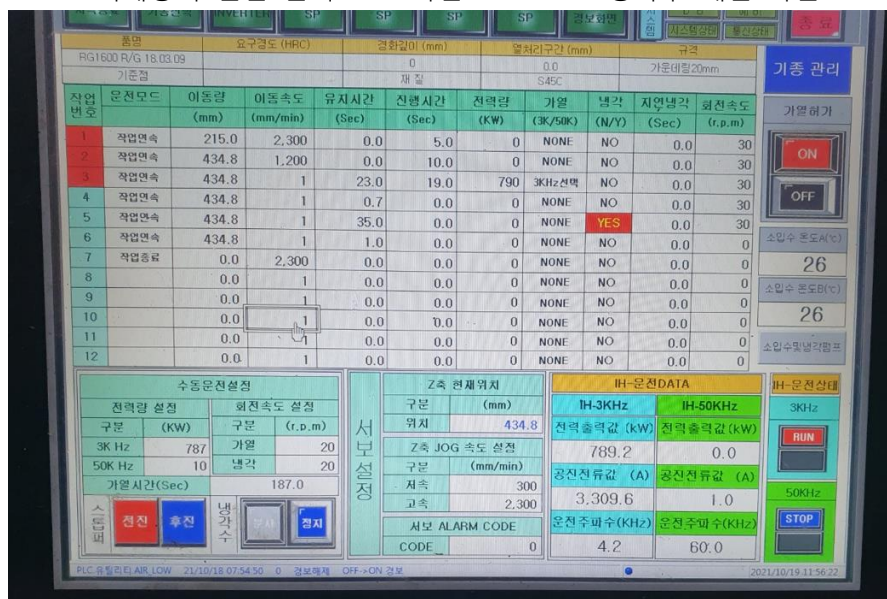 INVERTER SP SP SP SP 경보화면 종료
시스템상태 통신상태
품명 요구경도 (HRC) 경화깊이 (mm) 열처리구간 (mm) 규격
RG1600 R/G 18.03.09 0 0.0 가운데링20mm
기준점 재 질 S45C
기종 관리
작업번호 운전모드 이동량 (mm) 이동속도 (mm/min) 유지시간 (Sec) 진행시간 (Sec) 전력량 (KW) 가열 (3K/50K) 냉각 (N/Y) 지연냉각 (Sec) 회전속도 (r.p.m)
1 작업연속 215.0 2,300 0.0 5.0 0 NONE NO 0.0 30
2 작업연속 434.8 1,200 0.0 10.0 0 NONE NO 0.0 30
3 작업연속 434.8 1 23.0 19.0 790 3KHz선택 NO 0.0 30
4 작업연속 434.8 1 0.7 0.0 0 NONE NO 0.0 30
5 작업연속 434.8 1 35.0 0.0 0 NONE YES 0.0 30
6 작업연속 434.8 1 1.0 0.0 0 NONE NO 0.0 0
7 작업종료 0.0 2,300 0.0 0.0 0 NONE NO 0.0 0
8 0.0 1 0.0 0.0 0 NONE NO 0.0 0
9 0.0 1 0.0 0.0 0 NONE NO 0.0 0
10 0.0 1 0.0 0.0 0 NONE NO 0.0 0
11 0.0 1 0.0 0.0 0 NONE NO 0.0 0
12 0.0 1 0.0 0.0 0 NONE NO 0.0 0
가열허가
ON
OFF
소입수 온도A(℃)
26
소입수 온도B(℃)
26
소입수및냉각펌프
수동운전설정
전력량 설정 회전속도 설정
구분 (KW) 구분 (r.p.m)
3K Hz 787 가열 20
50K Hz 10 냉각 20
가열시간(Sec) 187.0
스톱퍼 전진 후진 냉각수 분사 정지
서보설정
Z축 현재위치
구분 (mm)
위치 434.8
Z축 JOG 속도 설정
구분 (mm/min)
저속 300
고속 2,300
서보 ALARM CODE
CODE 0
IH-운전DATA
IH-3KHz IH-50KHz
전력출력값 (kW) 전력출력값(kW)
789.2 0.0
공진전류값 (A) 공진전류값 (A)
3,309.6 1.0
운전주파수(KHz) 운전주파수(KHz)
4.2 60.0
IH-운전상태
3KHz
RUN
50KHz
STOP
PLC.유틸리티.AIR_LOW 21/10/18 07:54:50 0 경보해제 OFF->ON 경보 2021/10/19 11:56:22